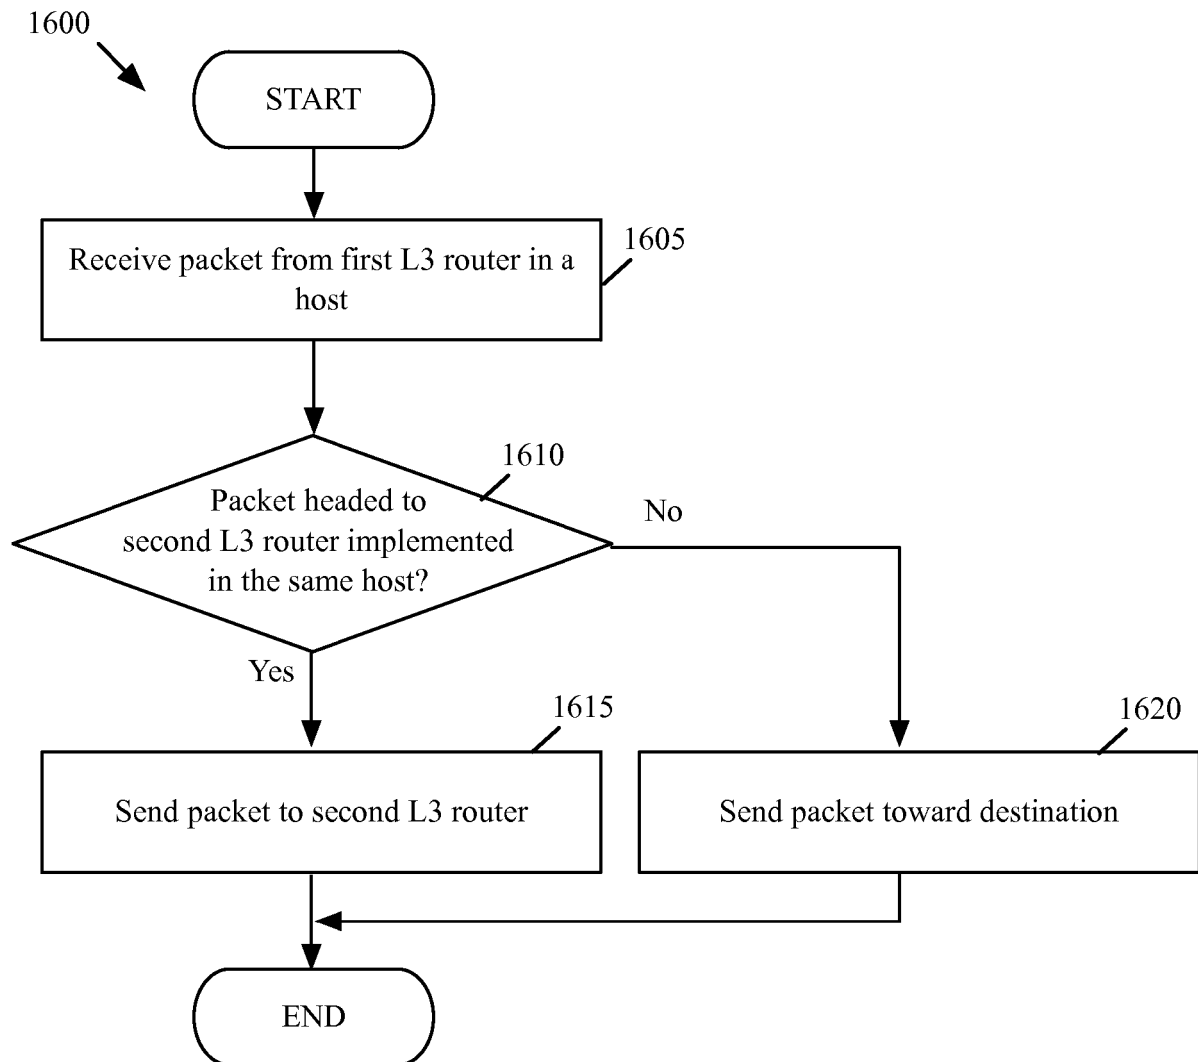 1600
START
1605
Receive packet from first L3 router in a
host
1610
Packet headed to
second L3 router implemented
in the same host?
No
Yes
1615
1620
Send packet to second L3 router
Send packet toward destination
END